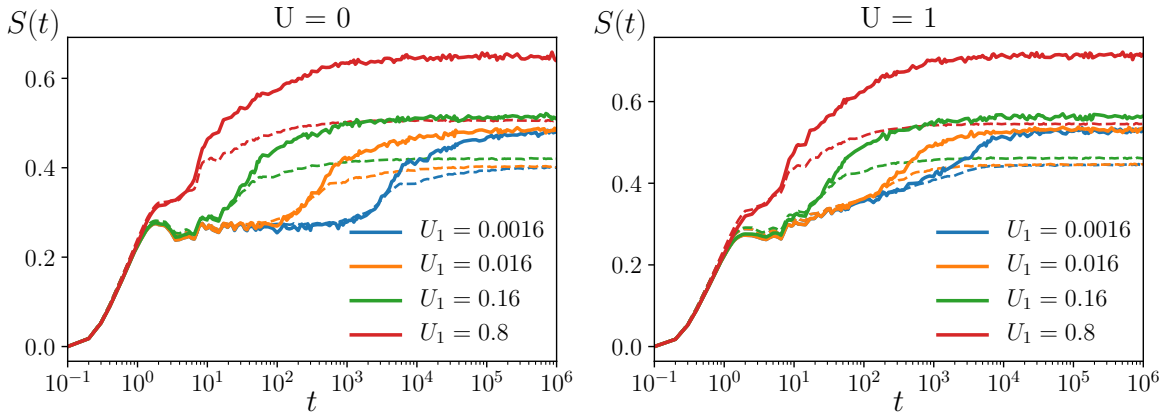 U = 0
S(t)
0.6
0.4
0.2
0.0
U₁ = 0.0016
U₁ = 0.016
U₁ = 0.16
U₁ = 0.8
10⁻¹ 10⁰ 10¹ 10² 10³ 10⁴ 10⁵ 10⁶
t
U = 1
S(t)
0.6
0.4
0.2
0.0
U₁ = 0.0016
U₁ = 0.016
U₁ = 0.16
U₁ = 0.8
10⁻¹ 10⁰ 10¹ 10² 10³ 10⁴ 10⁵ 10⁶
t